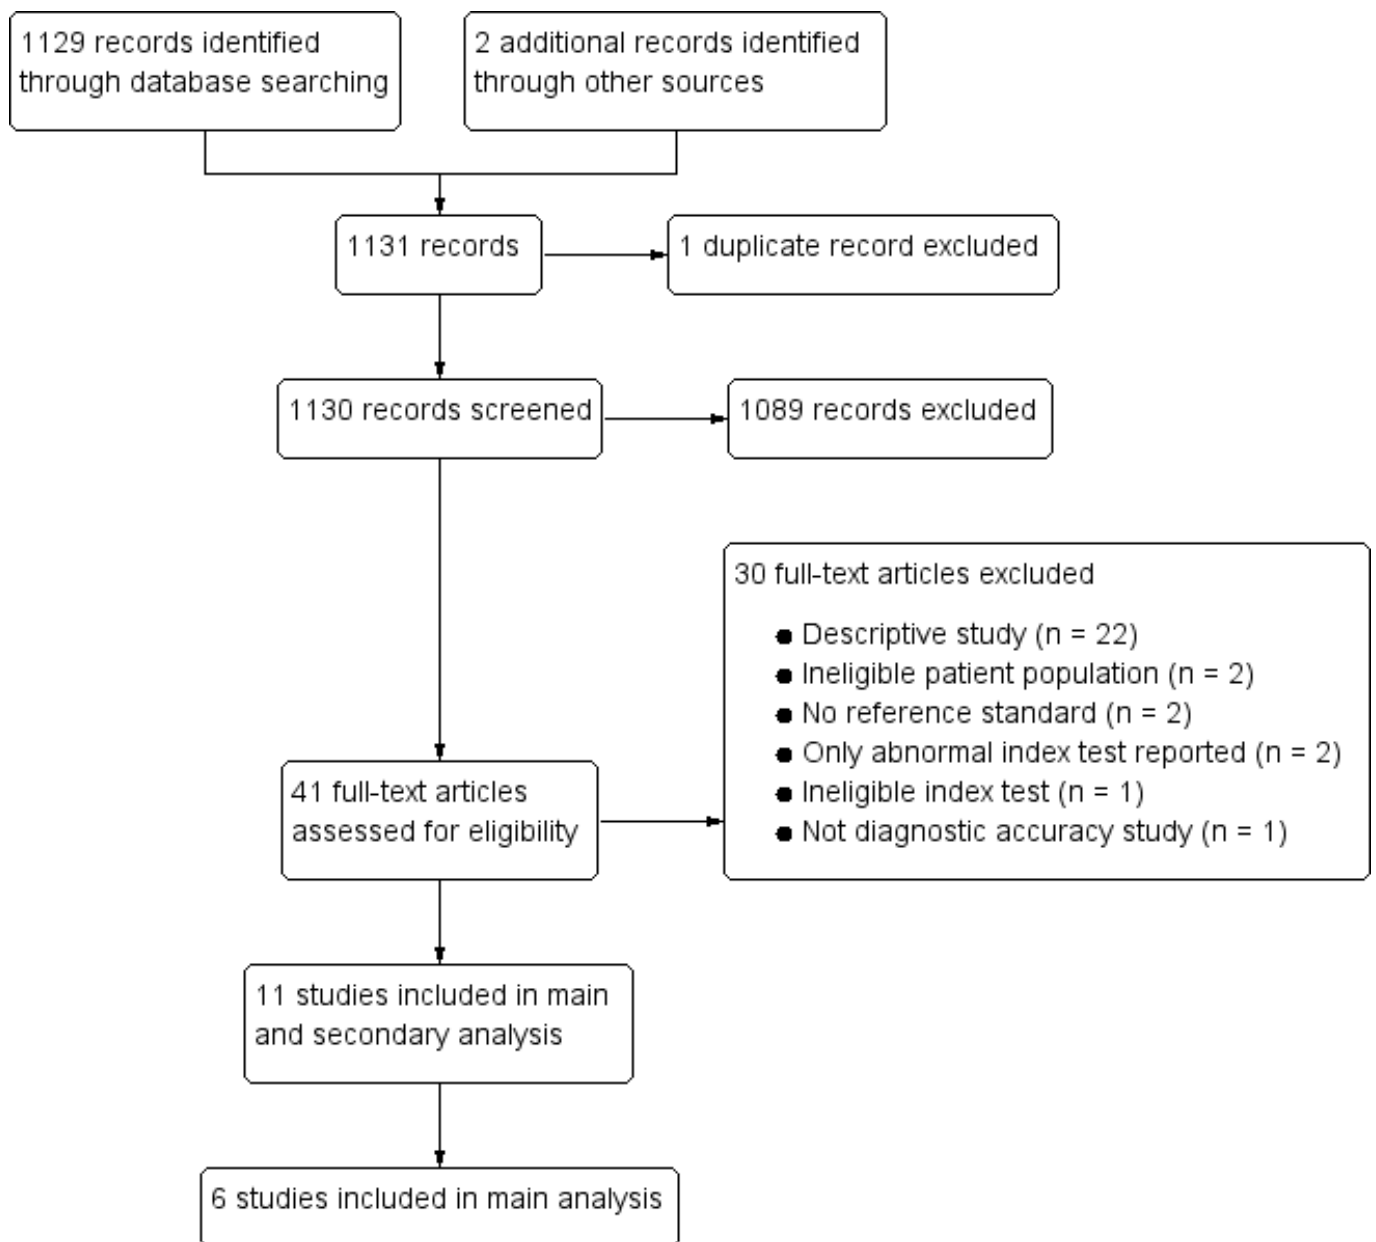 1129 records identified
through database searching
2 additional records identified
through other sources
1131 records
1 duplicate record excluded
1130 records screened
1089 records excluded
30 full-text articles excluded
● Descriptive study (n = 22)
● Ineligible patient population (n = 2)
● No reference standard (n = 2)
● Only abnormal index test reported (n = 2)
● Ineligible index test (n = 1)
● Not diagnostic accuracy study (n = 1)
41 full-text articles
assessed for eligibility
11 studies included in main
and secondary analysis
6 studies included in main analysis